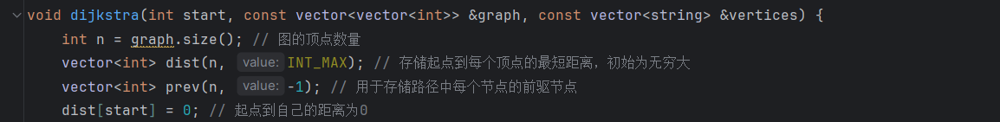 void dijkstra(int start, const vector<vector<int>> &graph, const vector<string> &vertices) {
int n = graph.size(); // 图的顶点数量
vector<int> dist(n, value: INT_MAX); // 存储起点到每个顶点的最短距离，初始为无穷大
vector<int> prev(n, value: -1); // 用于存储路径中每个节点的前驱节点
dist[start] = 0; // 起点到自己的距离为0